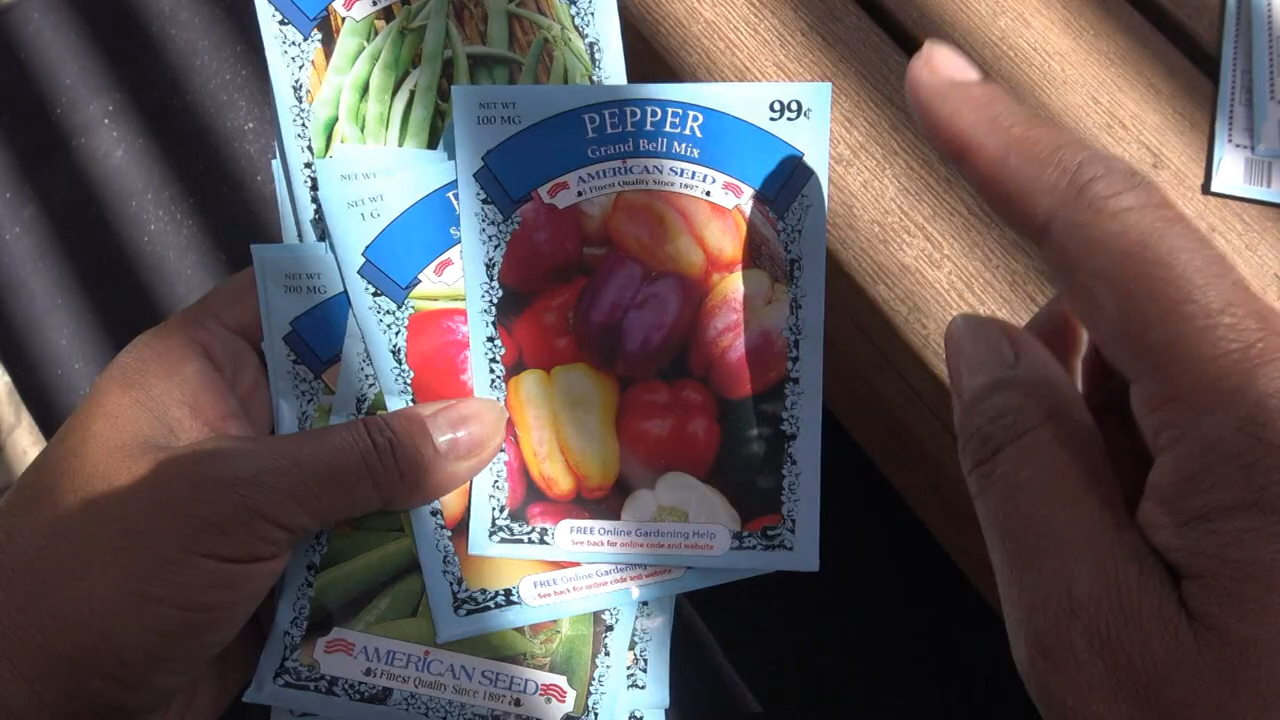 NET WT
100 MG
99¢
PEPPER
Grand Bell Mix
AMERICAN SEED
Finest Quality Since 1897
FREE Online Gardening Help
See back for online code and website
NET WT
NET WT
1 G
FREE Online Gardening
See back for online code and website
NET WT
700 MG
AMERICAN SEED
Finest Quality Since 1897